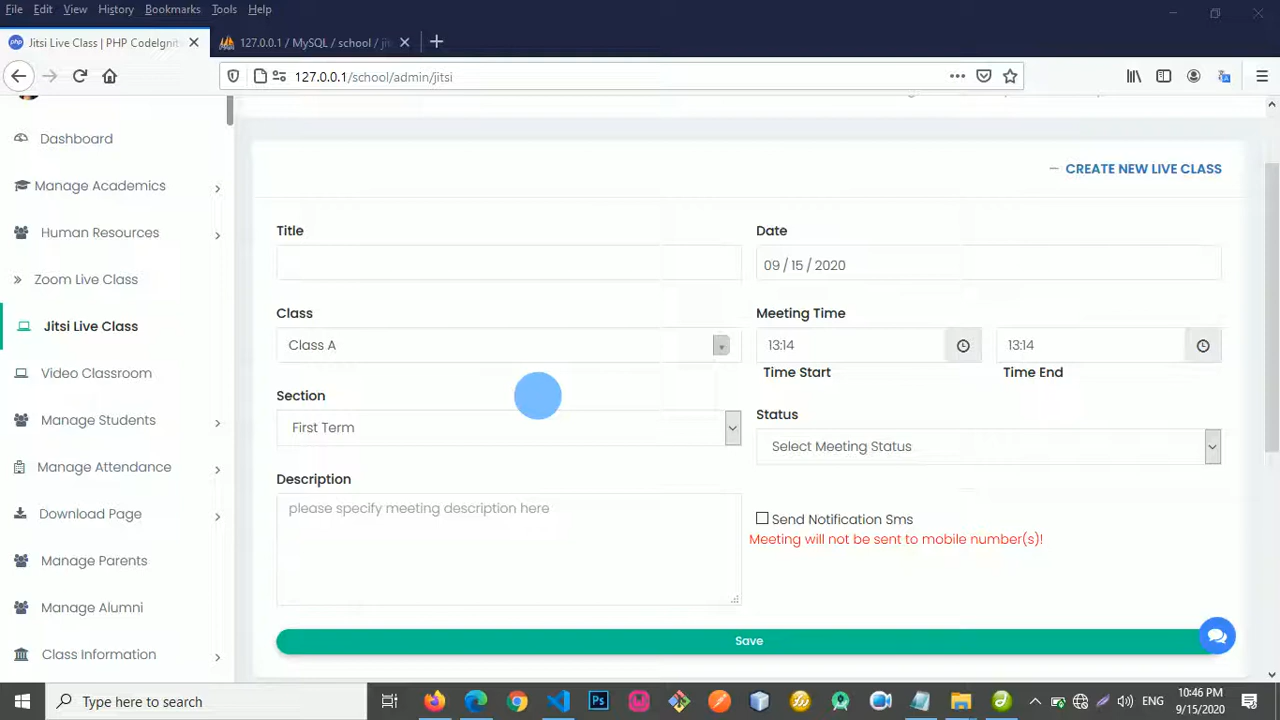 File Edit View History Bookmarks Tools Help
Jitsi Live Class | PHP CodeIgnit
127.0.0.1 / MySQL / school / ji
127.0.0.1/school/admin/jitsi
Dashboard
Manage Academics
Human Resources
Zoom Live Class
Jitsi Live Class
Video Classroom
Manage Students
Manage Attendance
Download Page
Manage Parents
Manage Alumni
Class Information
CREATE NEW LIVE CLASS
Title
Date
09 / 15 / 2020
Class
Class A
Meeting Time
13:14
13:14
Time Start
Time End
Section
First Term
Status
Select Meeting Status
Description
please specify meeting description here
Send Notification Sms
Meeting will not be sent to mobile number(s)!
Save
Type here to search
Ps
ENG
10:46 PM
9/15/2020